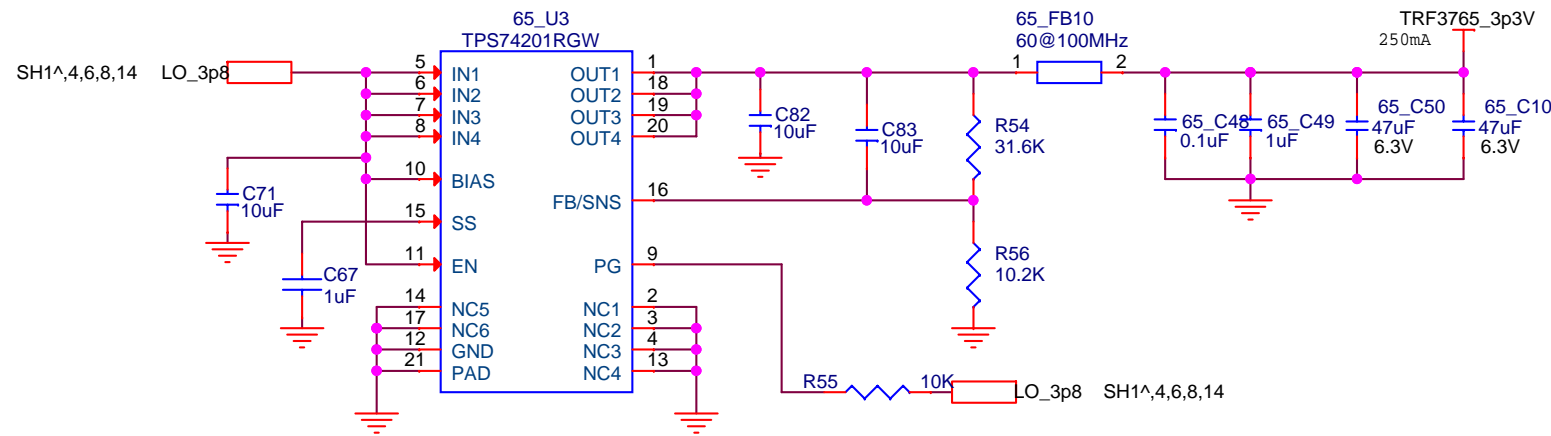 65_U3
TPS74201RGW
65_FB10
60@100MHz
TRF3765_3p3V
250mA
SH1^,4,6,8,14 LO_3p8
5 IN1
6 IN2
7 IN3
8 IN4
10 BIAS
15 SS
11 EN
14 NC5
17 NC6
12 GND
21 PAD
OUT1 1
OUT2 18
OUT3 19
OUT4 20
FB/SNS 16
PG 9
NC1 2
NC2 3
NC3 4
NC4 13
C71
10uF
C67
1uF
C82
10uF
C83
10uF
R54
31.6K
R56
10.2K
1 2
65_C48
0.1uF
65_C49
1uF
65_C50
47uF
6.3V
65_C10
47uF
6.3V
R55 10K LO_3p8 SH1^,4,6,8,14